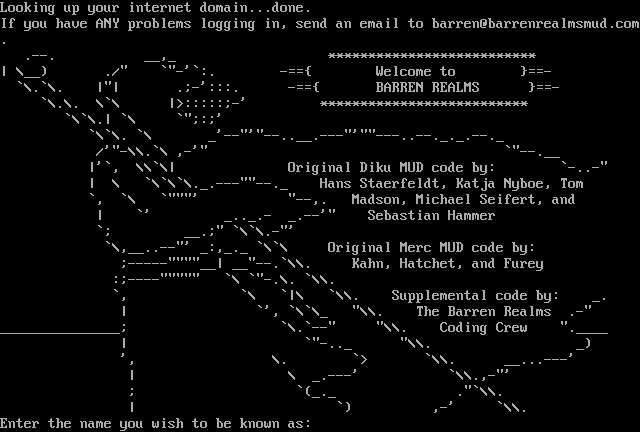 Looking up your internet domain...done.
If you have ANY problems logging in, send an email to barren@barrenrealmsmud.com
.
Welcome to
BARREN REALMS
Original Diku MUD code by:
Hans Staerfeldt, Katja Nyboe, Tom
Madson, Michael Seifert, and
Sebastian Hammer
Original Merc MUD code by:
Kahn, Hatchet, and Furey
Supplemental code by:
The Barren Realms
Coding Crew
Enter the name you wish to be known as: